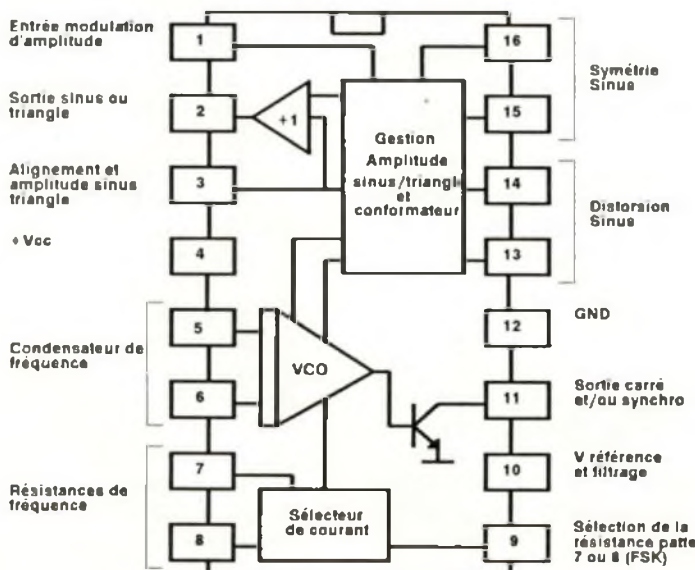 Entrée modulation
d'amplitude
1
16
Symétrie
Sinus
Sortie sinus ou
triangle
2
+1
15
Gestion
Amplitude
sinus/triangl
et
conformateur
Alignement et
amplitude sinus
triangle
3
14
Distorsion
Sinus
+ Vcc
4
13
5
12
GND
Condensateur de
fréquence
VCO
6
11
Sortie carré
et/ou synchro
7
10
V référence
et filtrage
Résistances de
fréquence
Sélecteur
de courant
8
9
Sélection de la
résistance patte
7 ou 8 (FSK)